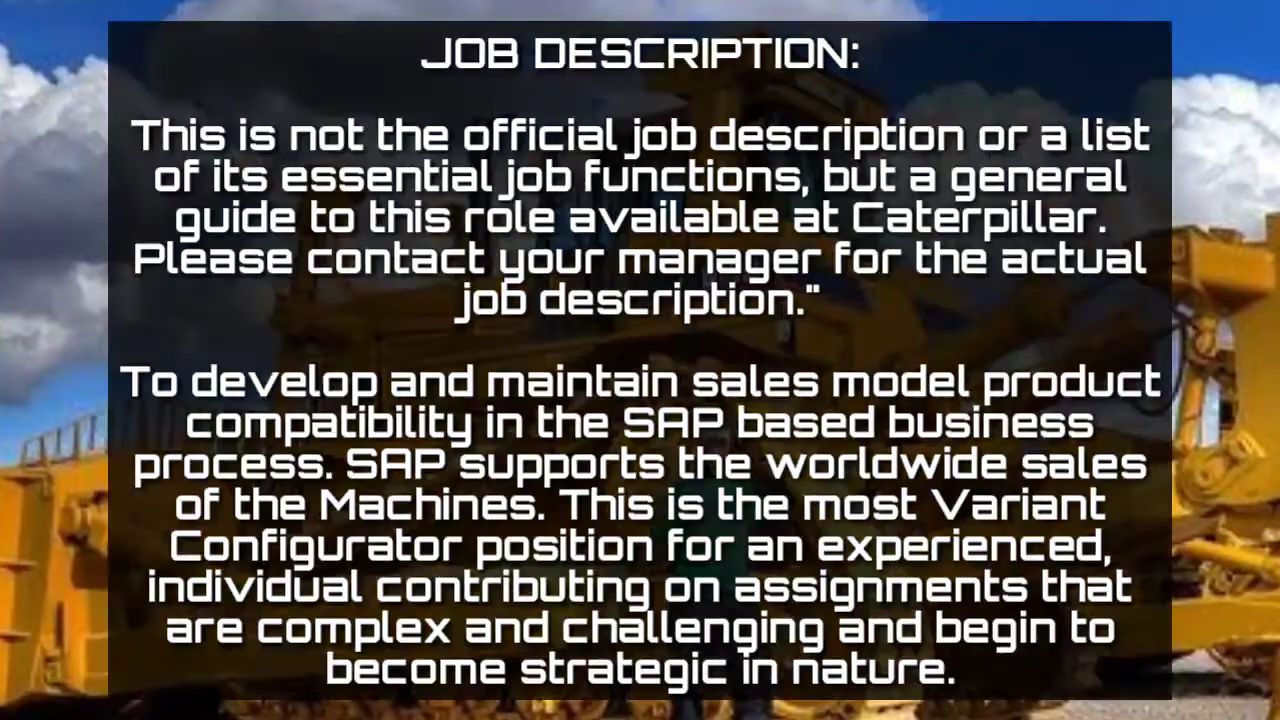 JOB DESCRIPTION:
This is not the official job description or a list
of its essential job functions, but a general
guide to this role available at Caterpillar.
Please contact your manager for the actual
job description."
To develop and maintain sales model product
compatibility in the SAP based business
process. SAP supports the worldwide sales
of the Machines. This is the most Variant
Configurator position for an experienced,
individual contributing on assignments that
are complex and challenging and begin to
become strategic in nature.